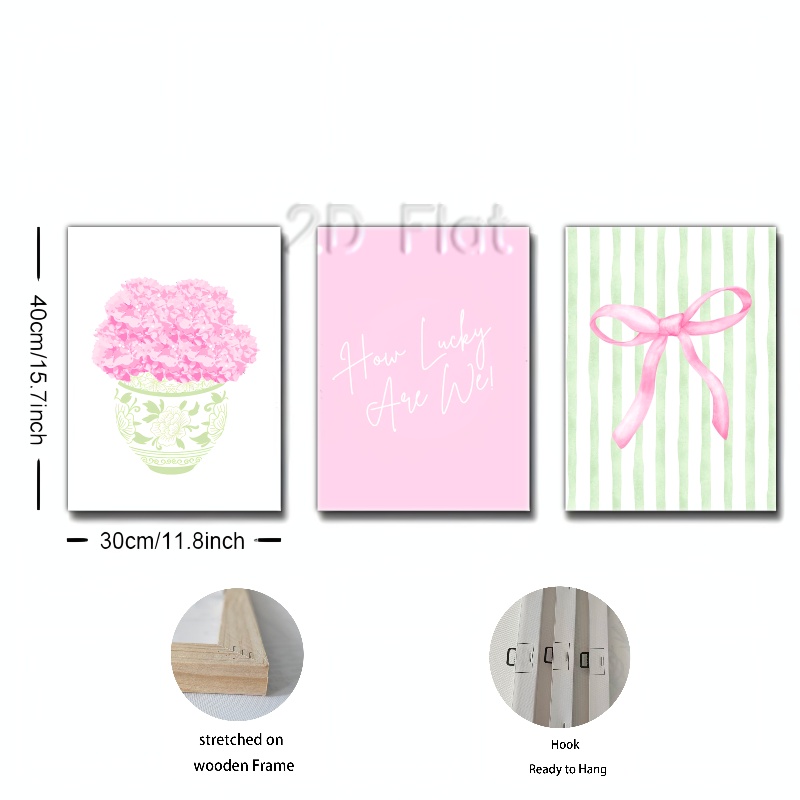 2.D Flat
40cm/15.7inch
How Lucky
Are We!
30cm/11.8inch
stretched on
wooden Frame
Hook
Ready to Hang